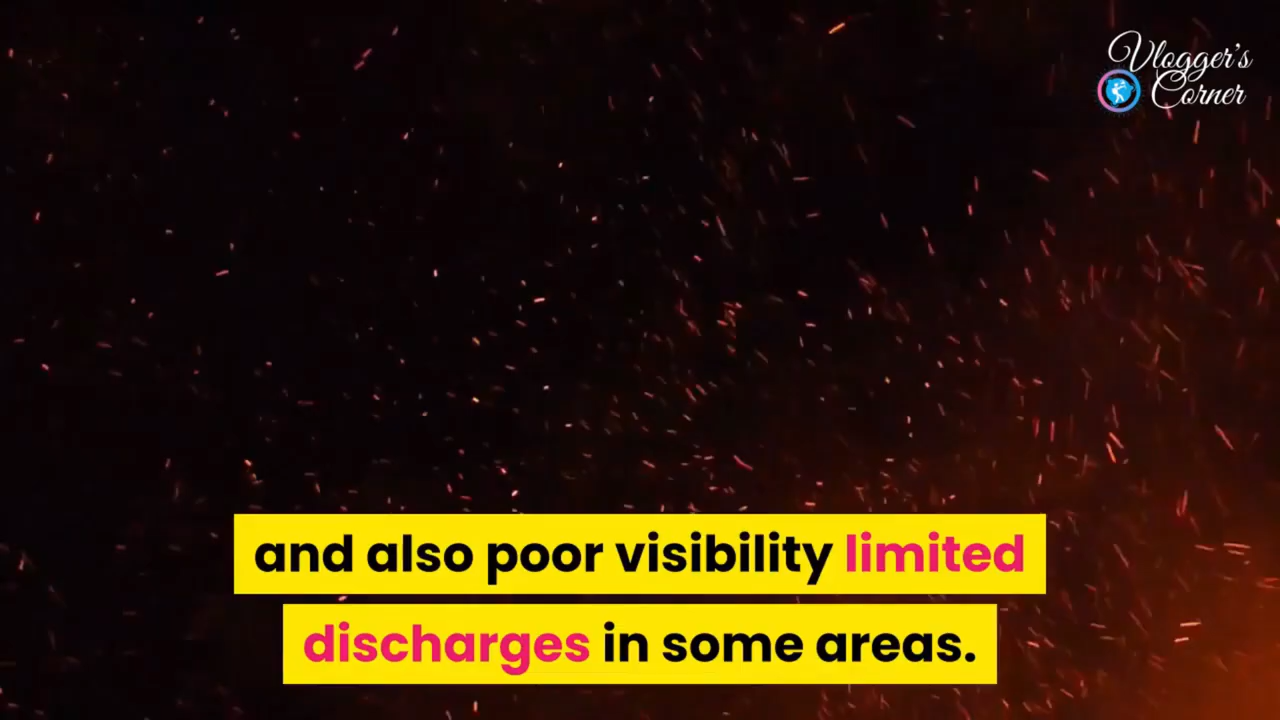 Vlogger's
Corner
and also poor visibility limited
discharges in some areas.